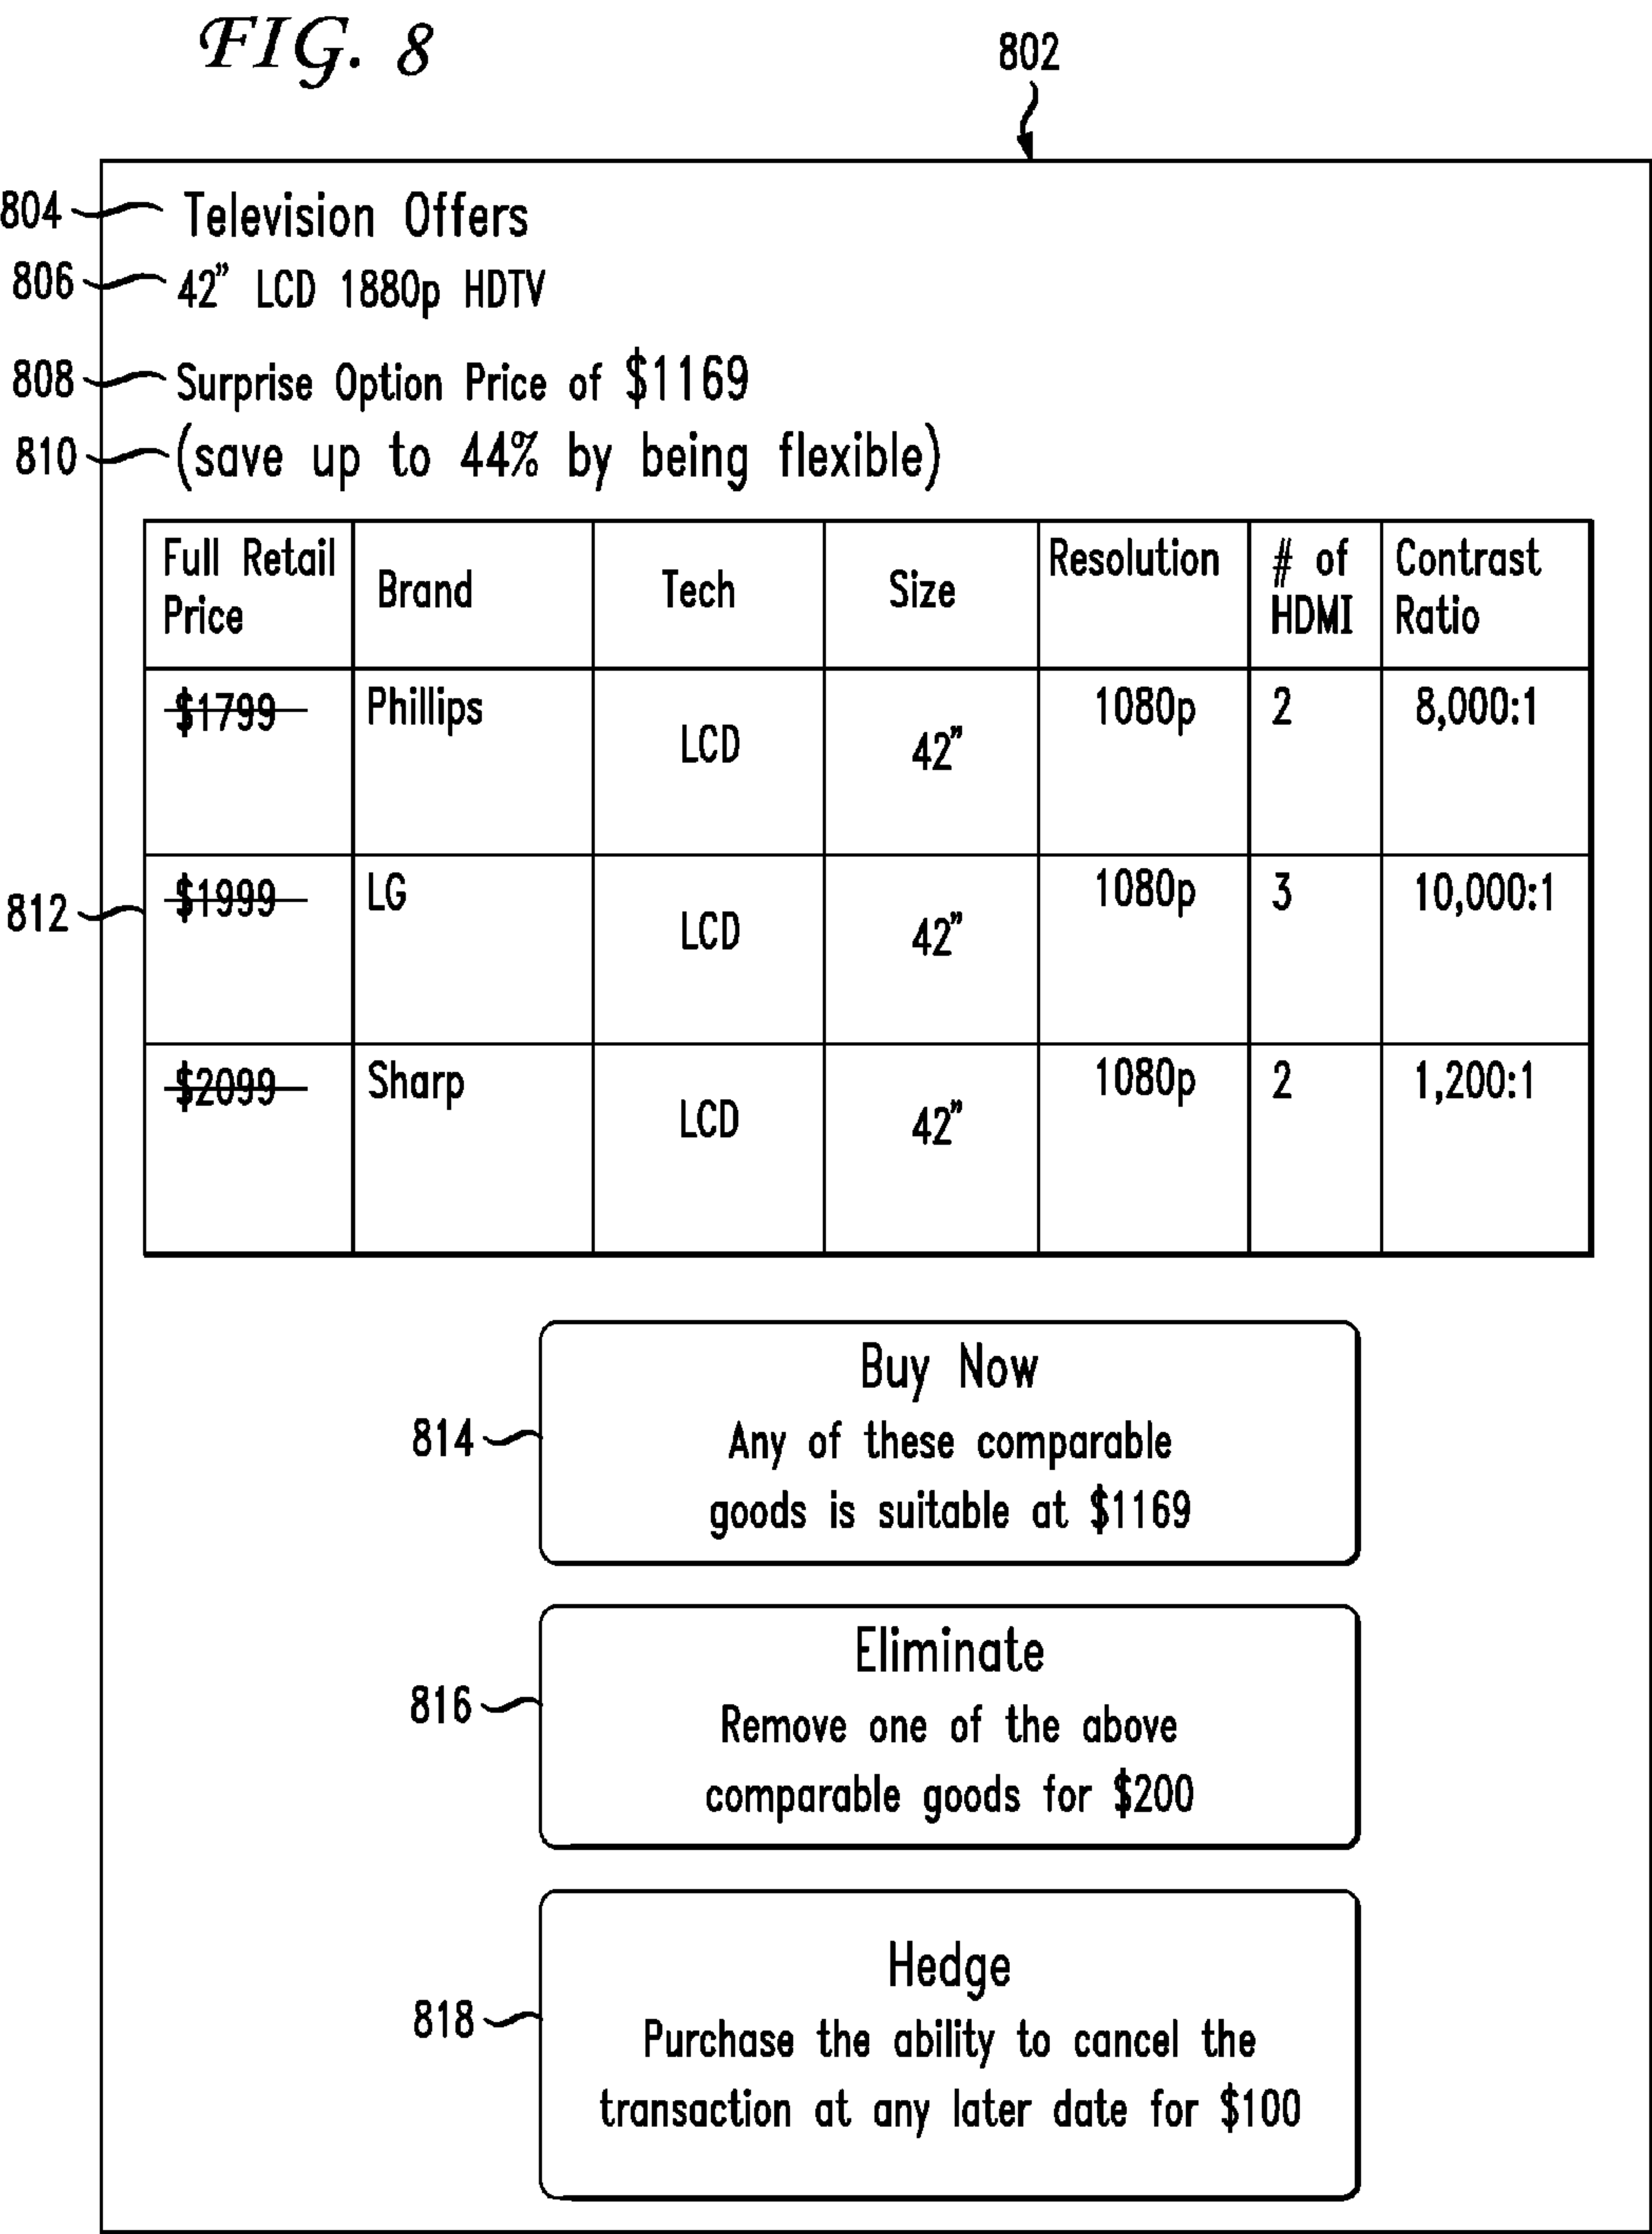 FIG. 8
802
804 Television Offers
806 42" LCD 1880p HDTV
808 Surprise Option Price of $1169
810 (save up to 44% by being flexible)
Full Retail Price Brand Tech Size Resolution # of HDMI Contrast Ratio
$1799 Phillips LCD 42" 1080p 2 8,000:1
812 $1999 LG LCD 42" 1080p 3 10,000:1
$2099 Sharp LCD 42" 1080p 2 1,200:1
Buy Now
814 Any of these comparable
goods is suitable at $1169
Eliminate
816 Remove one of the above
comparable goods for $200
Hedge
818 Purchase the ability to cancel the
transaction at any later date for $100